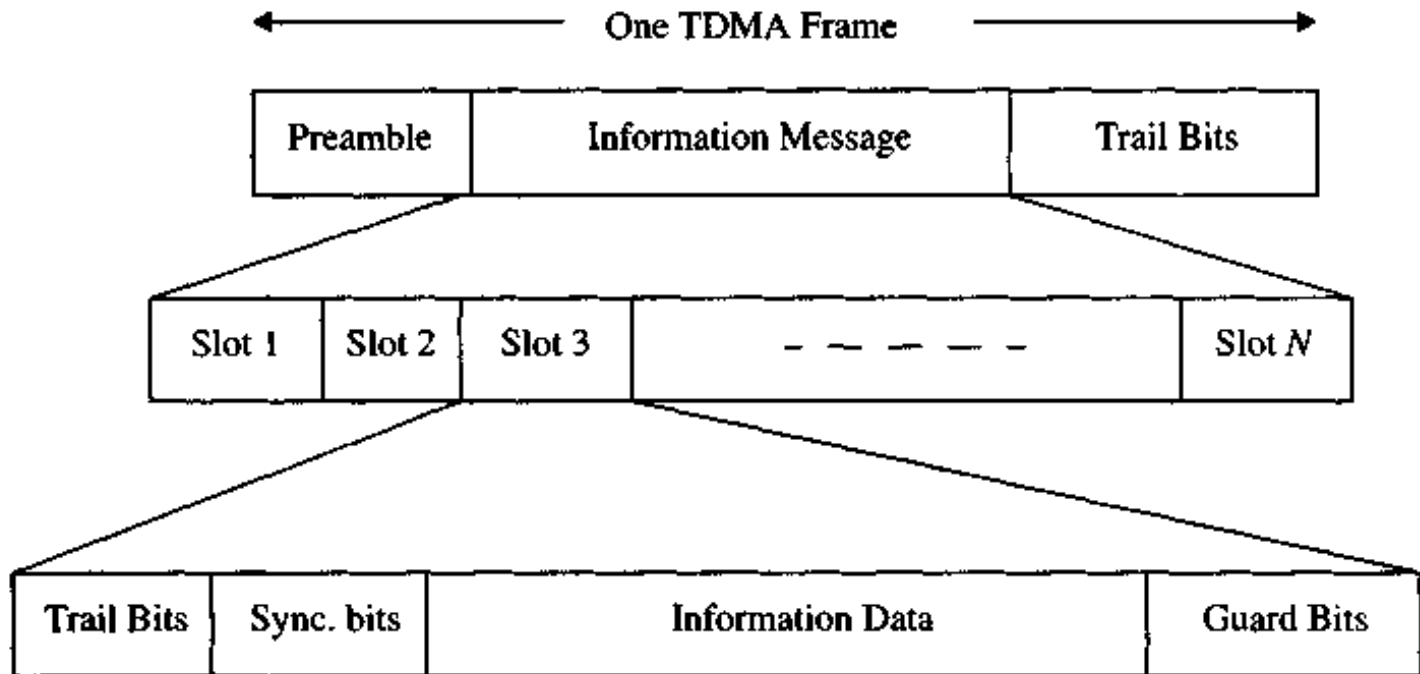 One TDMA Frame
Preamble Information Message Trail Bits
Slot 1 Slot 2 Slot 3 Slot N
Trail Bits Sync. bits Information Data Guard Bits